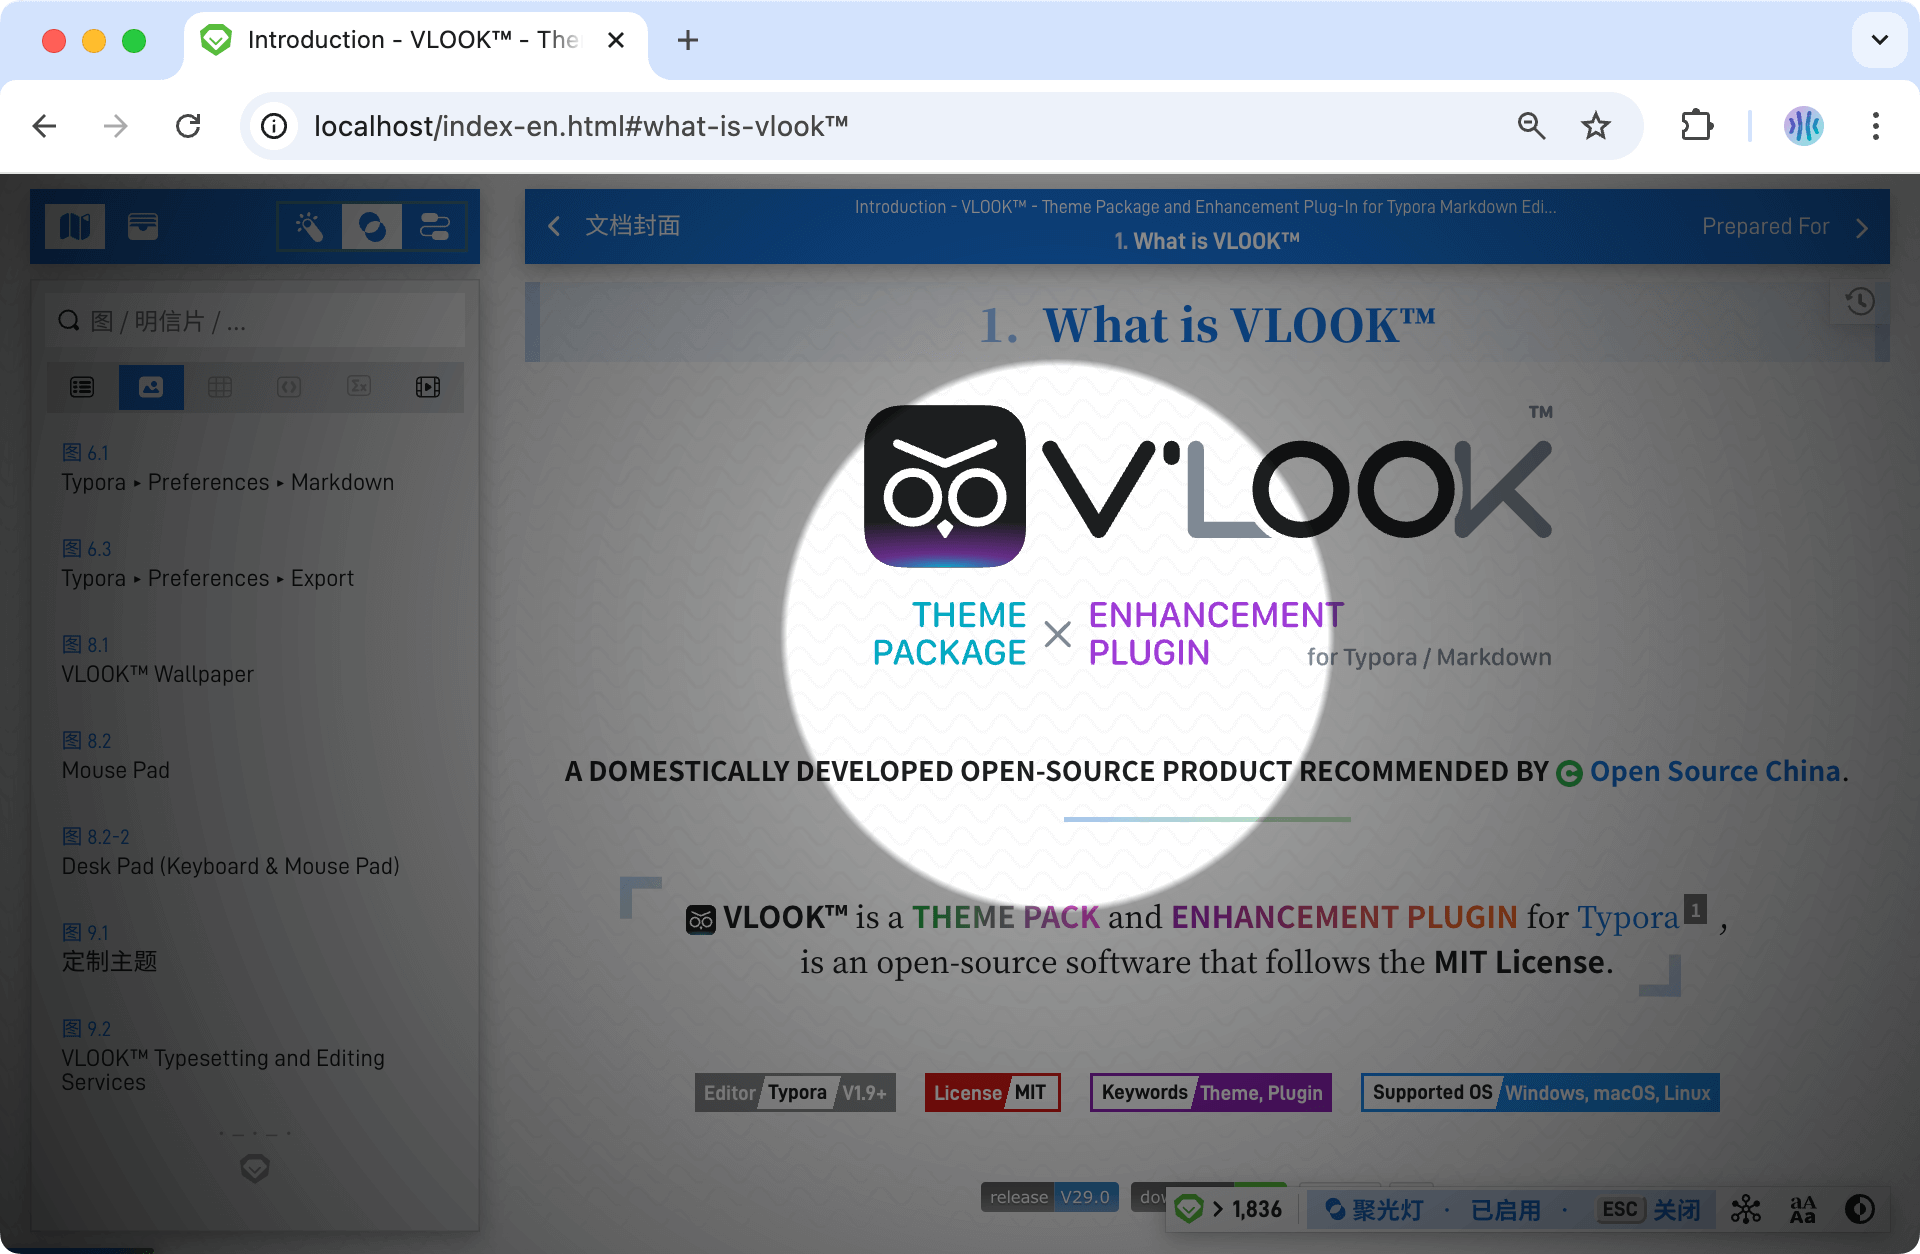 Introduction - VLOOK™ - The
localhost/index-en.html#what-is-vlook™
文档封面
Introduction - VLOOK™ - Theme Package and Enhancement Plug-In for Typora Markdown Edi...
1. What is VLOOK™
Prepared For
图 / 明信片 / ...
图 6.1
Typora ▸ Preferences ▸ Markdown
图 6.3
Typora ▸ Preferences ▸ Export
图 8.1
VLOOK™ Wallpaper
图 8.2
Mouse Pad
图 8.2-2
Desk Pad (Keyboard & Mouse Pad)
图 9.1
定制主题
图 9.2
VLOOK™ Typesetting and Editing
Services
1. What is VLOOK™
V'LOOK™
THEME PACKAGE × ENHANCEMENT PLUGIN
for Typora / Markdown
A DOMESTICALLY DEVELOPED OPEN-SOURCE PRODUCT RECOMMENDED BY Open Source China.
VLOOK™ is a THEME PACK and ENHANCEMENT PLUGIN for Typora 1 ,
is an open-source software that follows the MIT License.
Editor Typora V1.9+ License MIT Keywords Theme, Plugin Supported OS Windows, macOS, Linux
release V29.0
> 1,836 聚光灯 · 已启用 · ESC 关闭 aA Aa